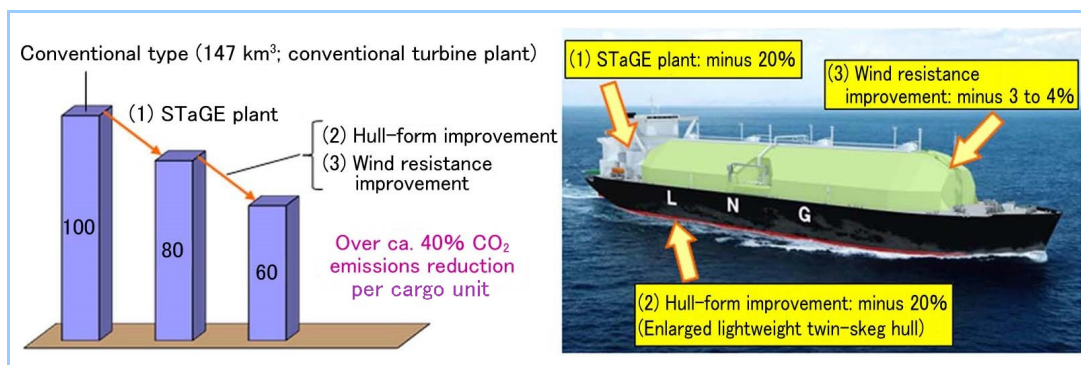 Conventional type (147 km³; conventional turbine plant)
(1) STaGE plant
(2) Hull-form improvement
(3) Wind resistance
improvement
100
80
60
Over ca. 40% CO₂
emissions reduction
per cargo unit
(1) STaGE plant: minus 20%
(3) Wind resistance
improvement: minus 3 to 4%
L N G
(2) Hull-form improvement: minus 20%
(Enlarged lightweight twin-skeg hull)